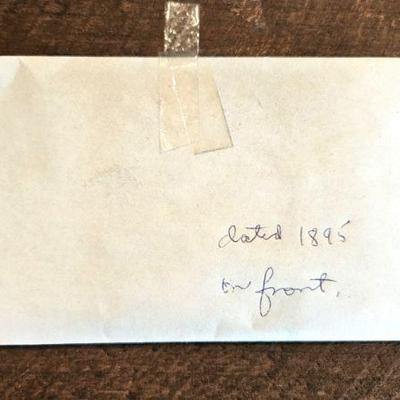 dated 1895
on front.